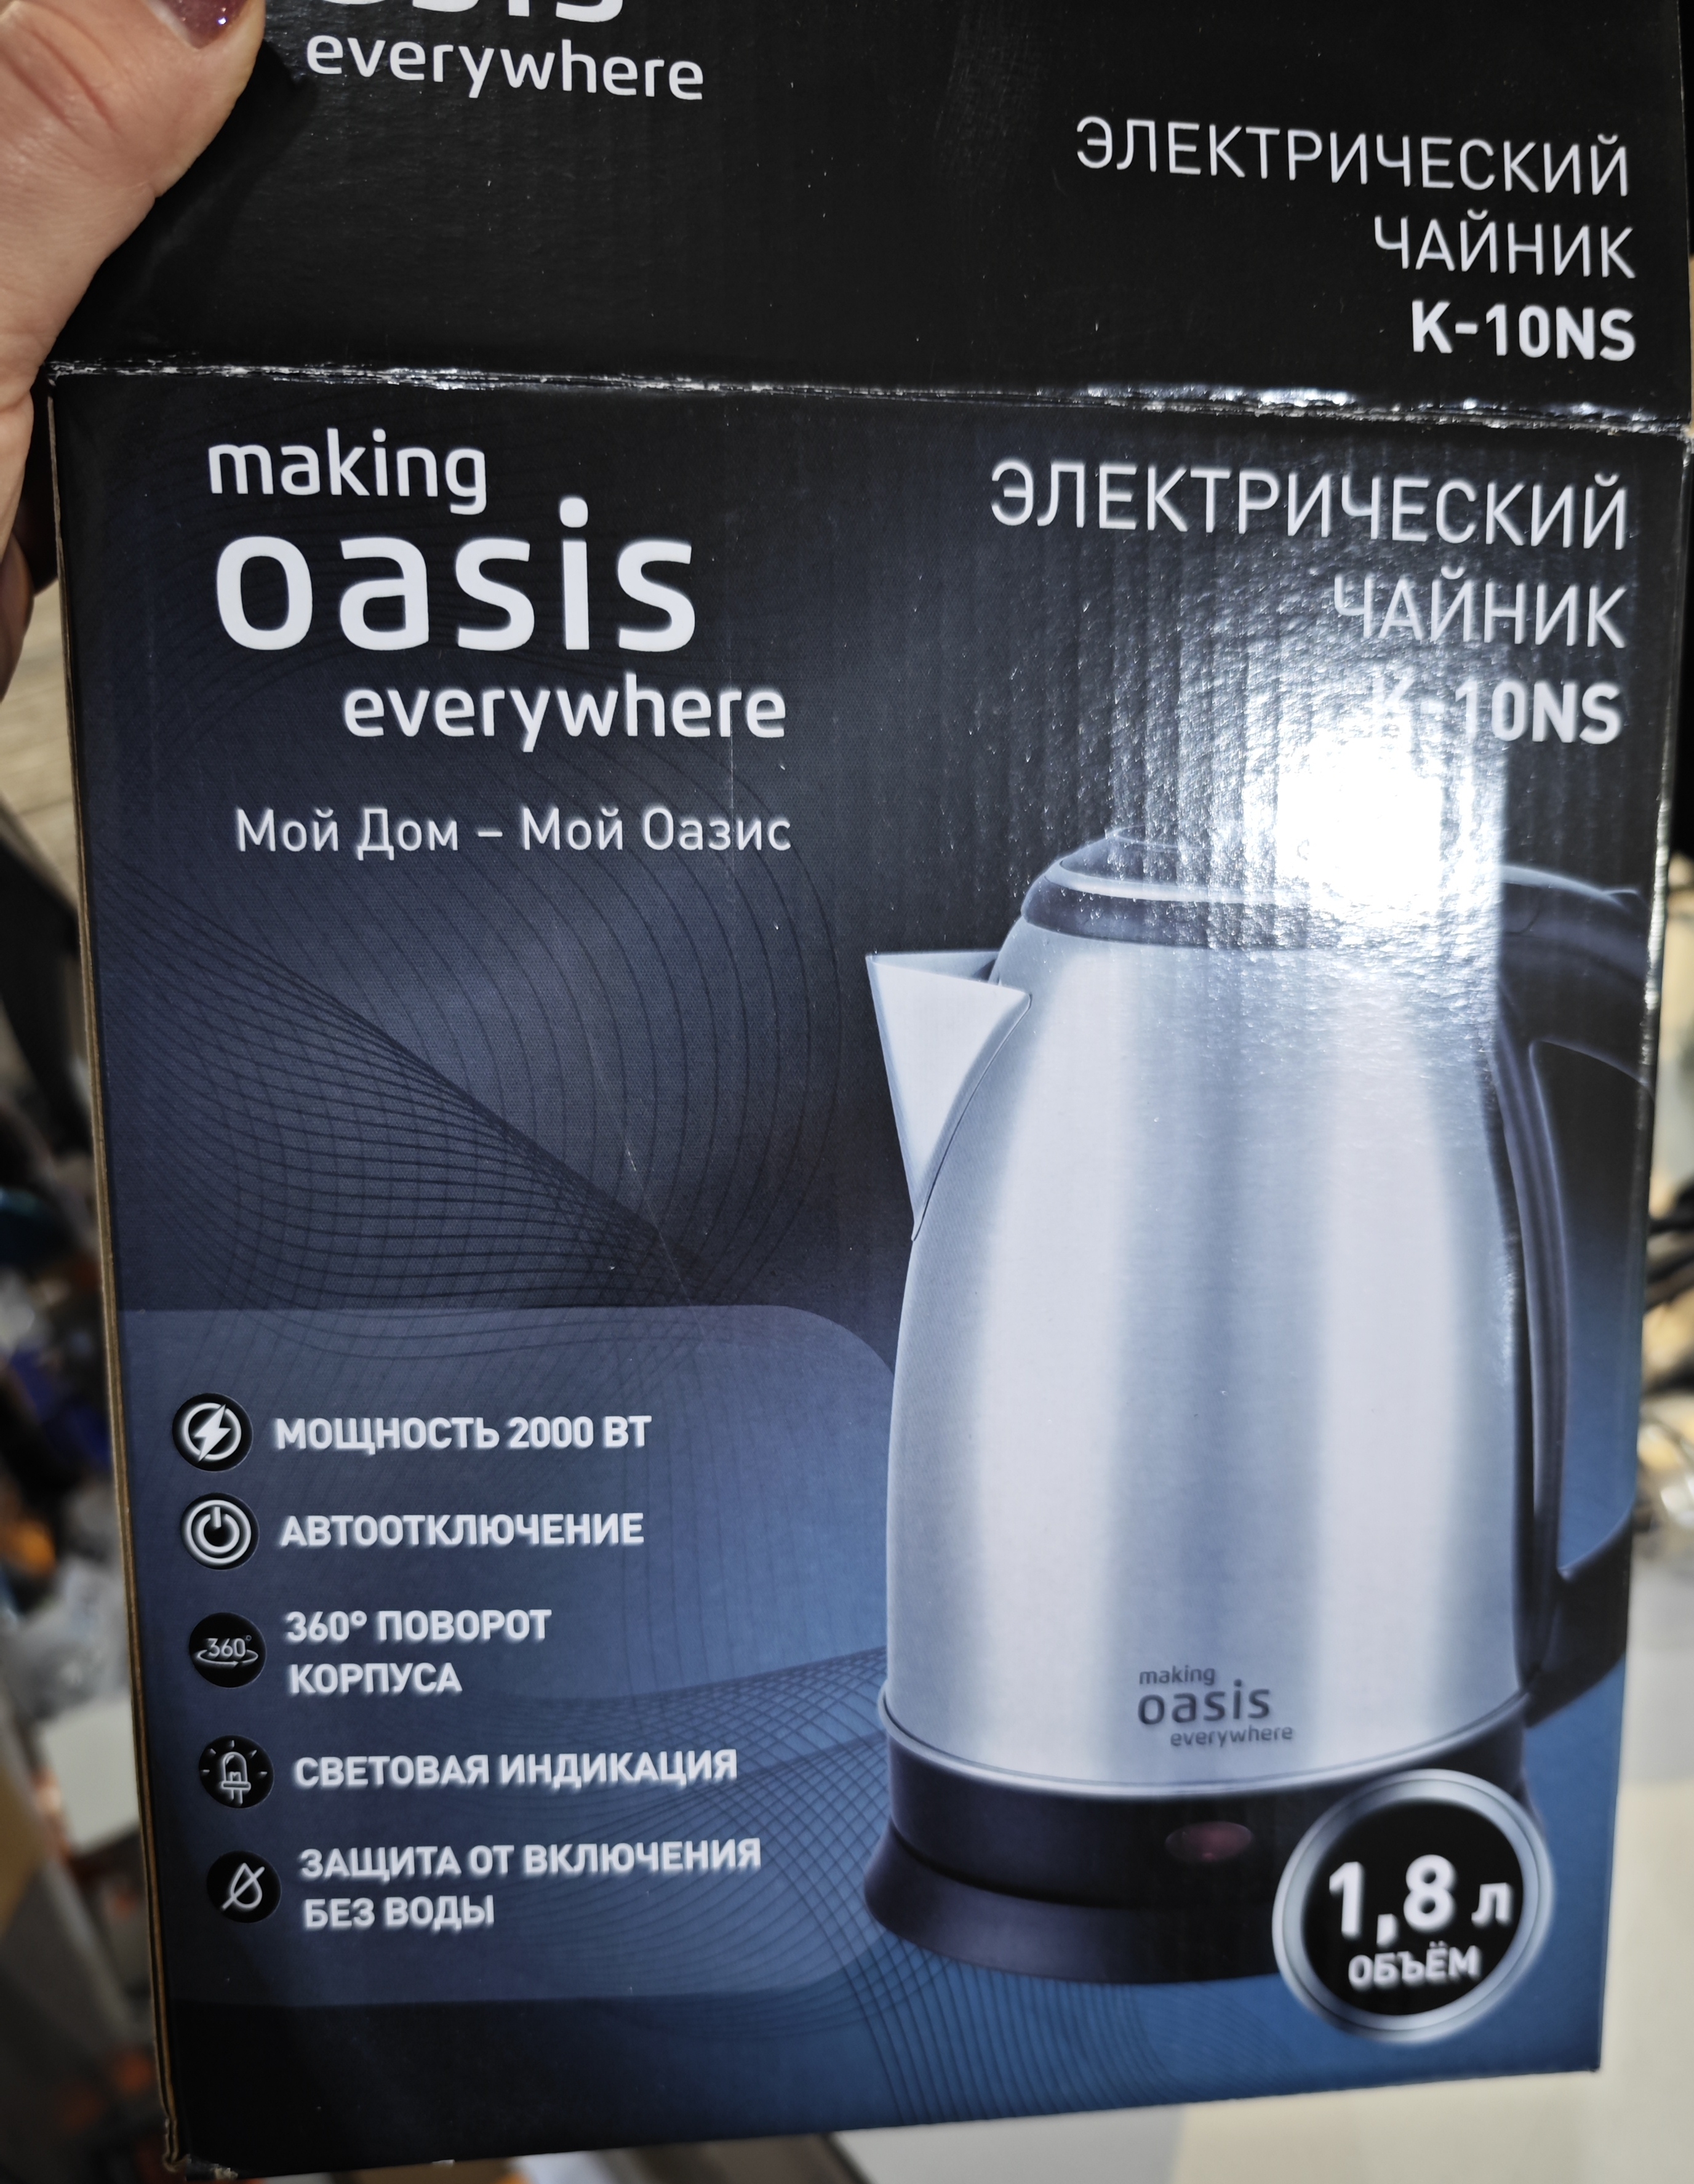 oasis
everywhere
ЭЛЕКТРИЧЕСКИЙ
ЧАЙНИК
K-10NS
making
oasis
everywhere
Мой Дом – Мой Оазис
ЭЛЕКТРИЧЕСКИЙ
ЧАЙНИК
K-10NS
МОЩНОСТЬ 2000 ВТ
АВТООТКЛЮЧЕНИЕ
360°
360° ПОВОРОТ
КОРПУСА
СВЕТОВАЯ ИНДИКАЦИЯ
ЗАЩИТА ОТ ВКЛЮЧЕНИЯ
БЕЗ ВОДЫ
making
oasis
everywhere
1,8 л
ОБЪЁМ